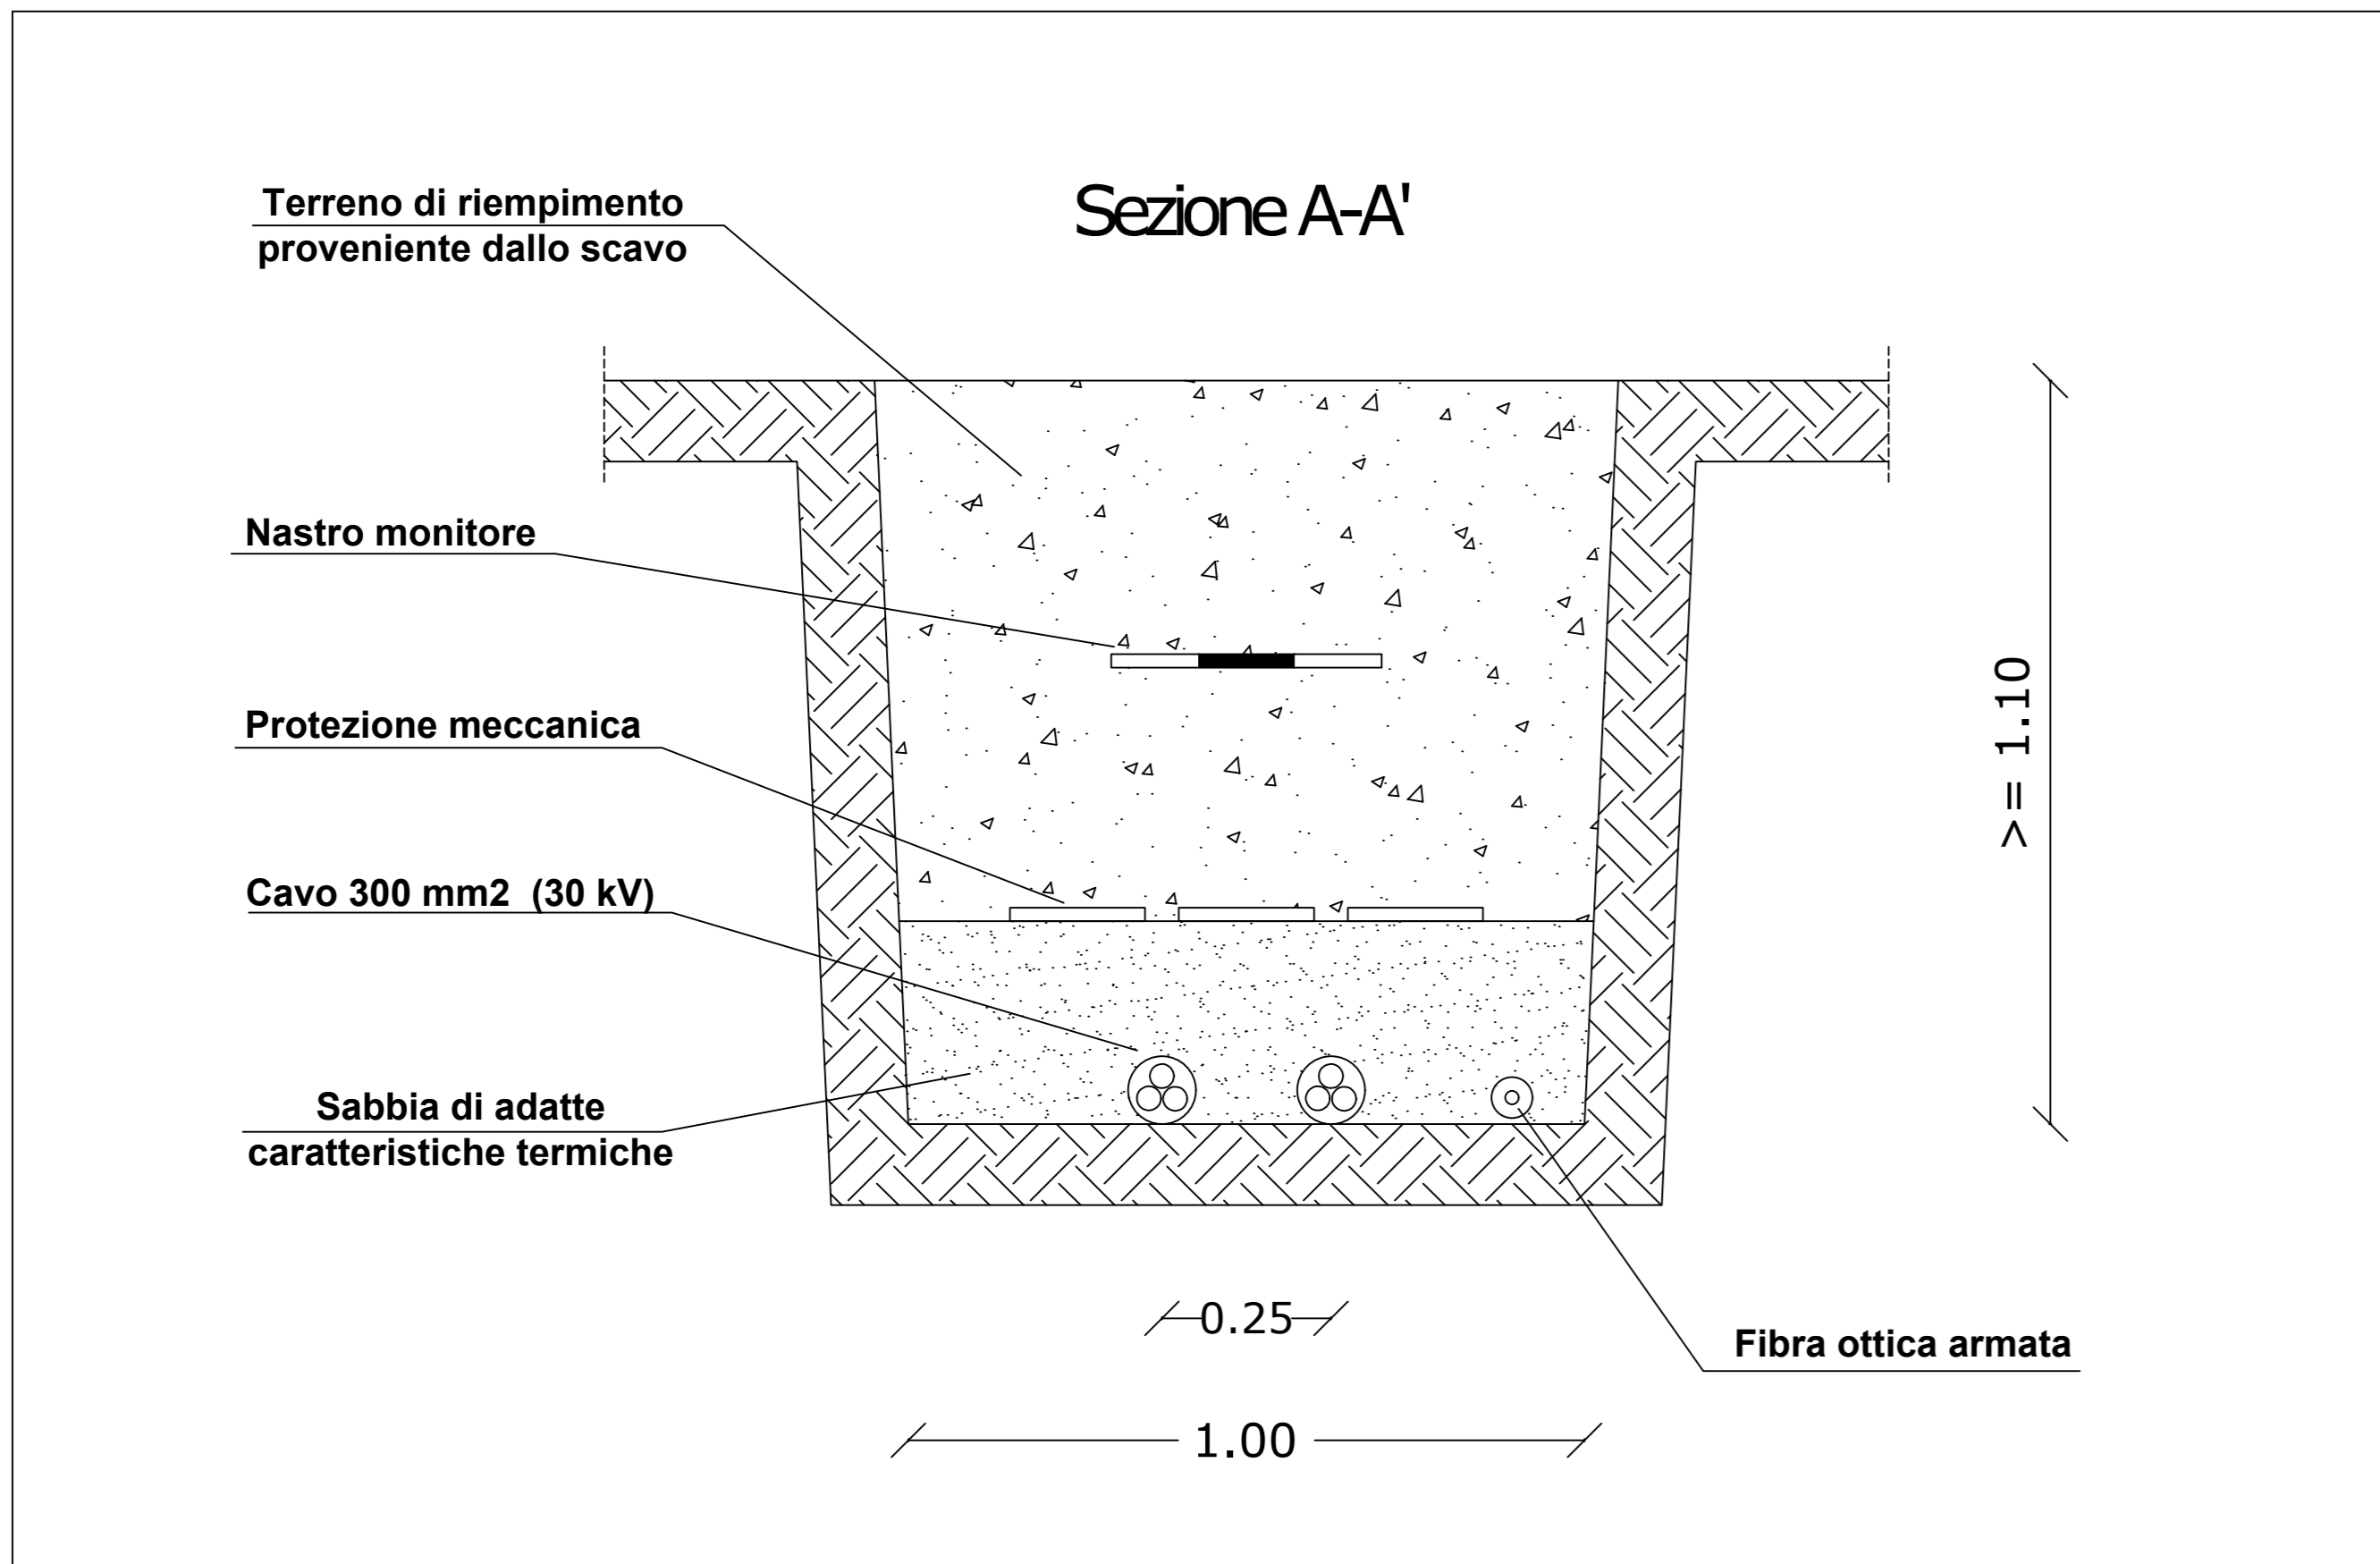 Sezione A-A'
Terreno di riempimento
proveniente dallo scavo
Nastro monitore
Protezione meccanica
Cavo 300 mm2  (30 kV)
Sabbia di adatte
caratteristiche termiche
>= 1.10
0.25
Fibra ottica armata
1.00